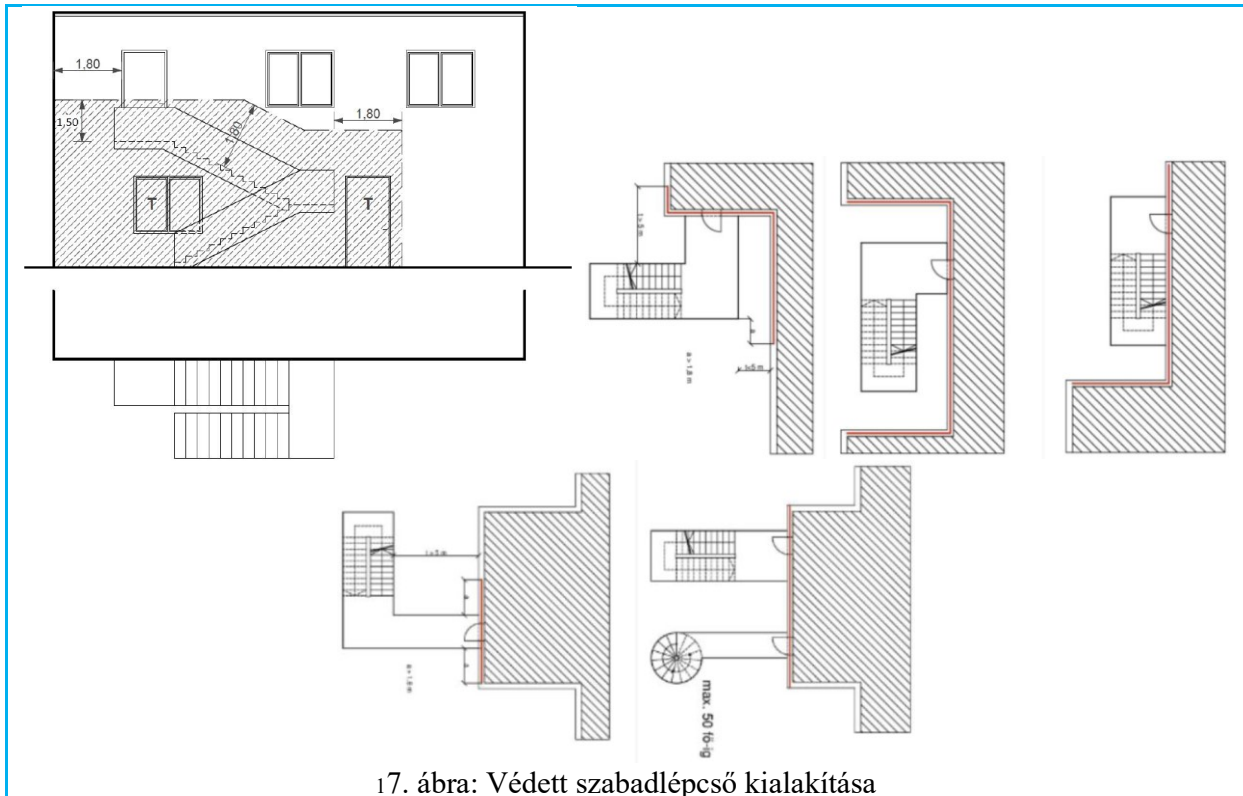 1,80
1,50
1,80
1,80
T
T
l = 5 m
a
a > 1,8 m
l=5 m
l = 5 m
a
a
a > 1,8 m
max. 50 fő-ig
17. ábra: Védett szabadlépcső kialakítása